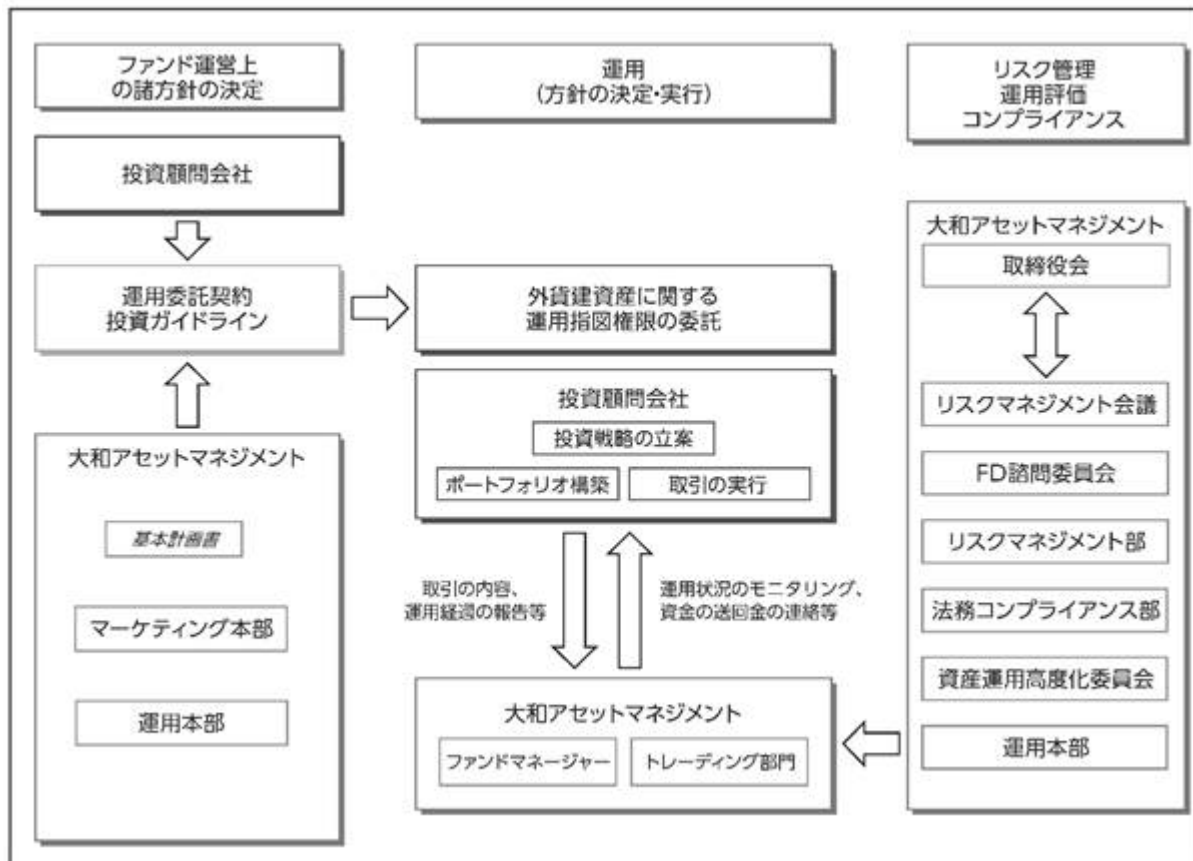 ファンド運営上
の諸方針の決定
運用
(方針の決定・実行)
リスク管理
運用評価
コンプライアンス
投資顧問会社
運用委託契約
投資ガイドライン
外貨建資産に関する
運用指図権限の委託
大和アセットマネジメント
基本計画書
マーケティング本部
運用本部
投資顧問会社
投資戦略の立案
ポートフォリオ構築
取引の実行
取引の内容、
運用経過の報告等
運用状況のモニタリング、
資金の送回金の連絡等
大和アセットマネジメント
ファンドマネージャー
トレーディング部門
大和アセットマネジメント
取締役会
リスクマネジメント会議
FD諮問委員会
リスクマネジメント部
法務コンプライアンス部
資産運用高度化委員会
運用本部